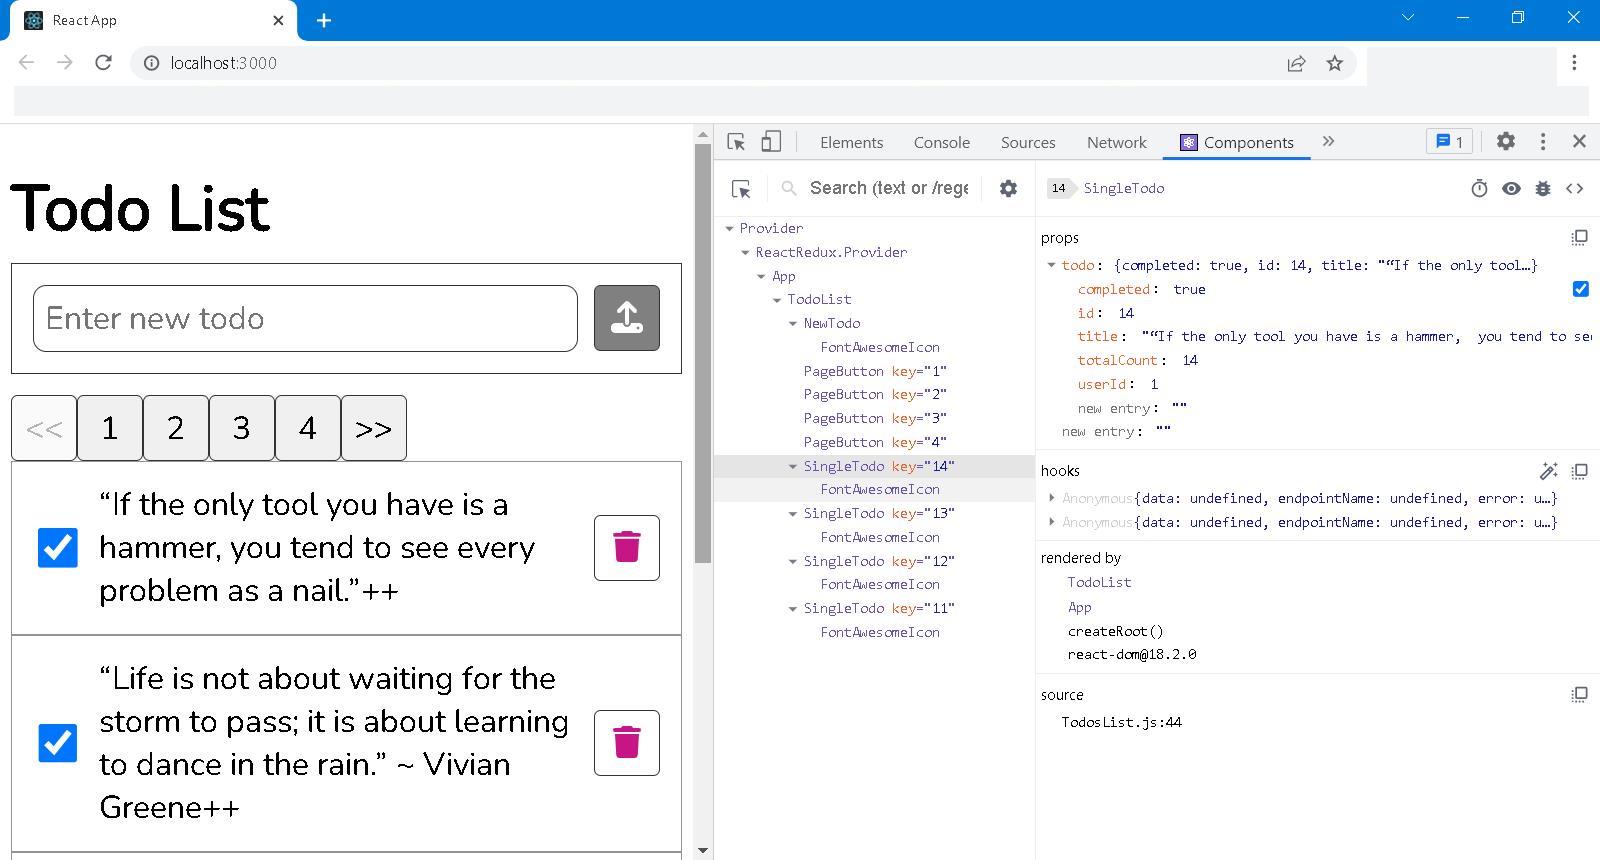 React App
localhost:3000
Elements Console Sources Network Components 1
Todo List
Enter new todo
<< 1 2 3 4 >>
“If the only tool you have is a
hammer, you tend to see every
problem as a nail.”++
“Life is not about waiting for the
storm to pass; it is about learning
to dance in the rain.” ~ Vivian
Greene++
Search (text or /rege
Provider
ReactRedux.Provider
App
TodoList
NewTodo
FontAwesomeIcon
PageButton key="1"
PageButton key="2"
PageButton key="3"
PageButton key="4"
SingleTodo key="14"
FontAwesomeIcon
SingleTodo key="13"
FontAwesomeIcon
SingleTodo key="12"
FontAwesomeIcon
SingleTodo key="11"
FontAwesomeIcon
14 SingleTodo
props
todo: {completed: true, id: 14, title: "“If the only tool…}
completed: true
id: 14
title: "“If the only tool you have is a hammer, you tend to see
totalCount: 14
userId: 1
new entry: ""
new entry: ""
hooks
Anonymous{data: undefined, endpointName: undefined, error: u…}
Anonymous{data: undefined, endpointName: undefined, error: u…}
rendered by
TodoList
App
createRoot()
react-dom@18.2.0
source
TodosList.js:44